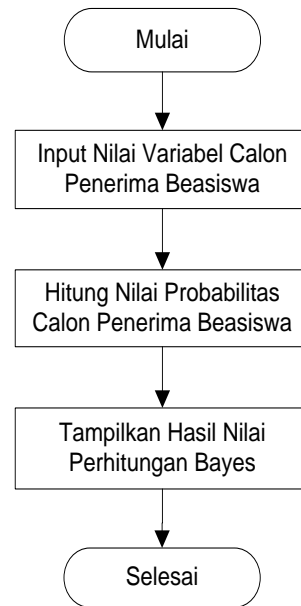 Mulai
Input Nilai Variabel Calon
Penerima Beasiswa
Hitung Nilai Probabilitas
Calon Penerima Beasiswa
Tampilkan Hasil Nilai
Perhitungan Bayes
Selesai